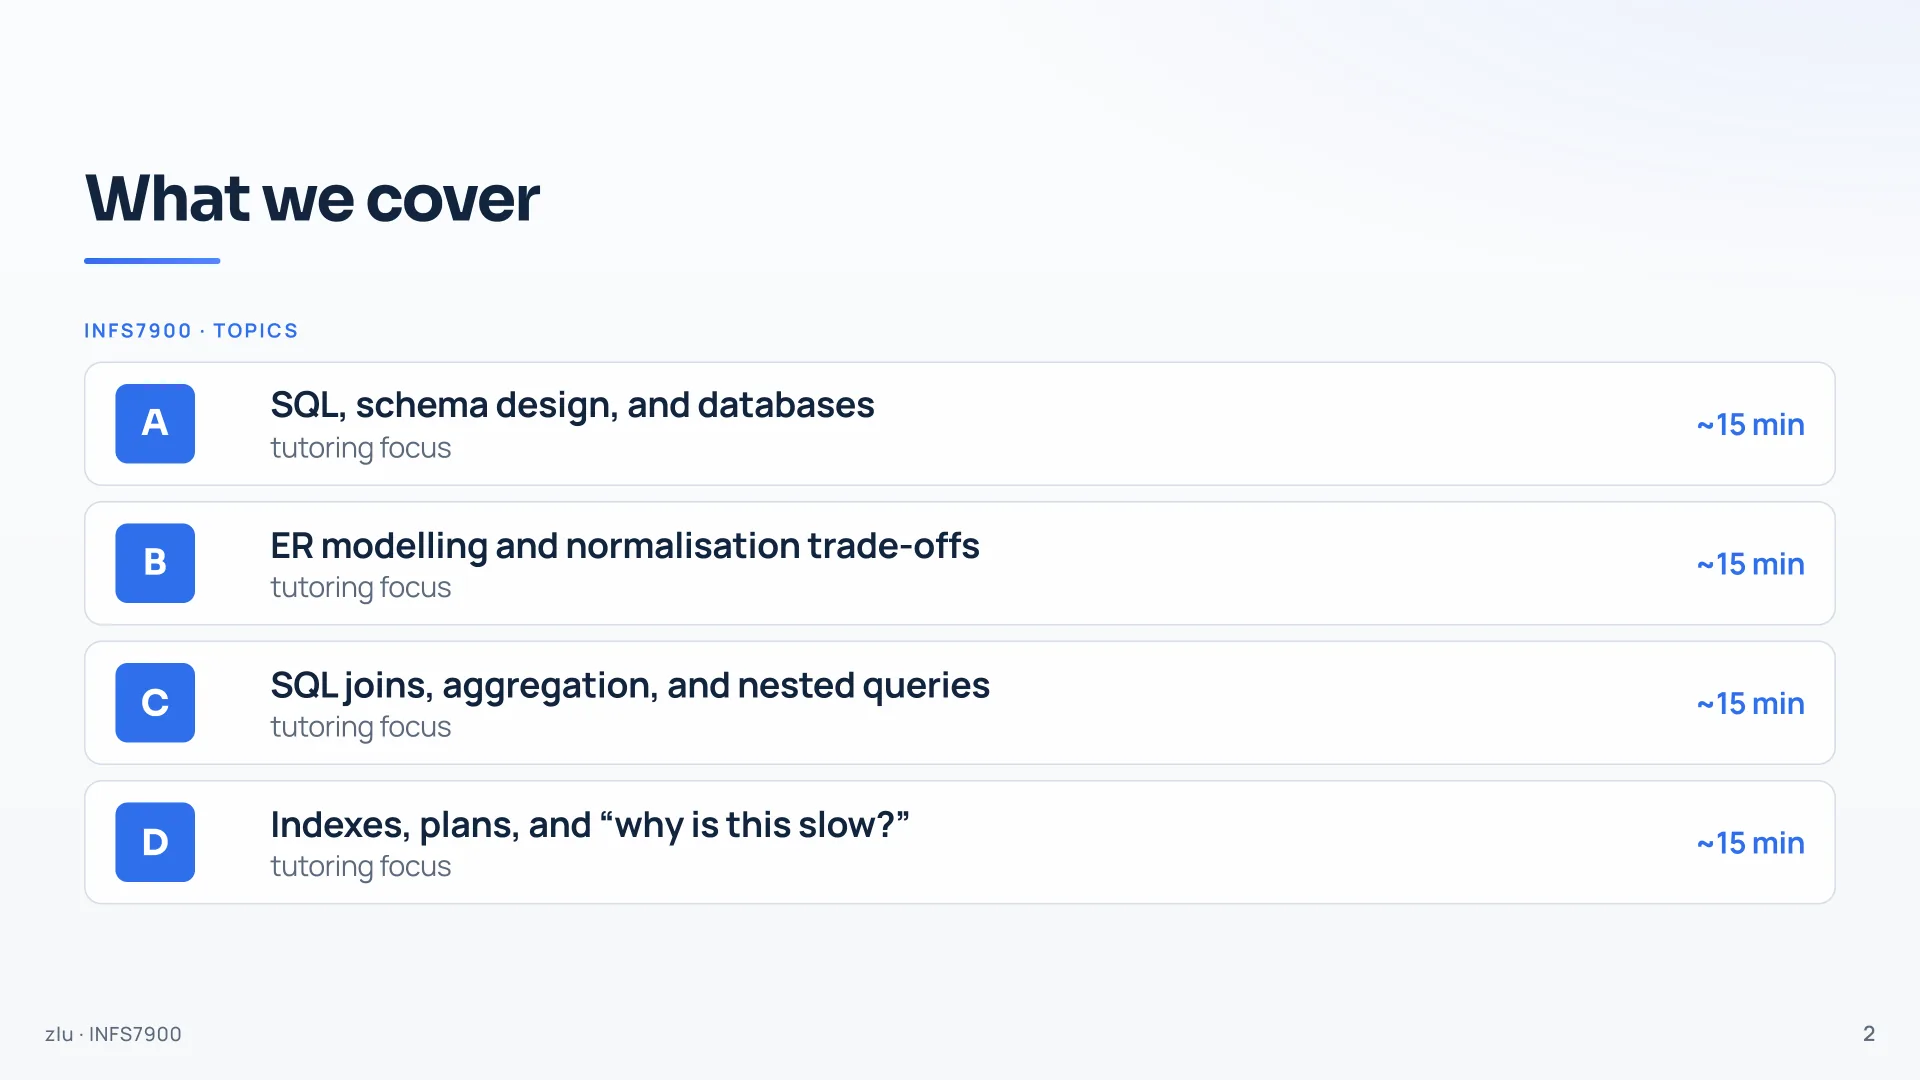 What we cover
INFS7900 · TOPICS
A
SQL, schema design, and databases
tutoring focus
~15 min
B
ER modelling and normalisation trade-offs
tutoring focus
~15 min
C
SQL joins, aggregation, and nested queries
tutoring focus
~15 min
D
Indexes, plans, and “why is this slow?”
tutoring focus
~15 min
zlu · INFS7900
2